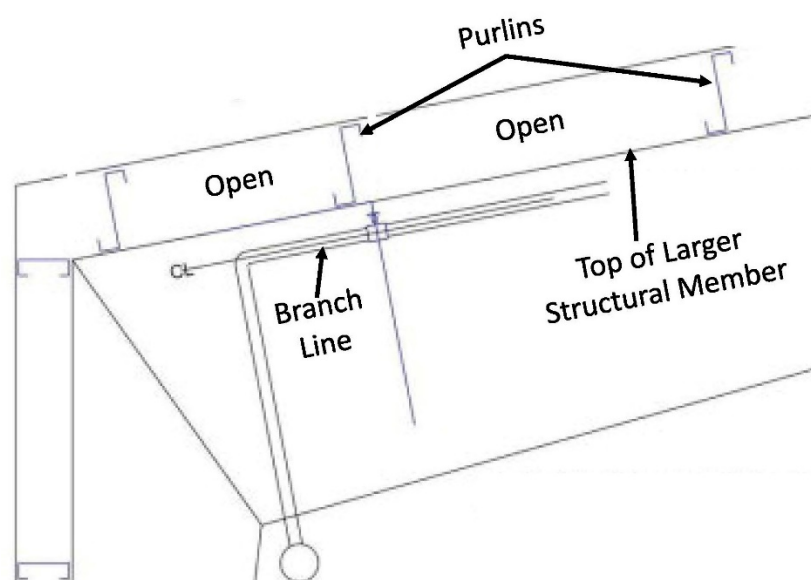 Purlins
Open
Open
CL
Branch
Line
Top of Larger
Structural Member